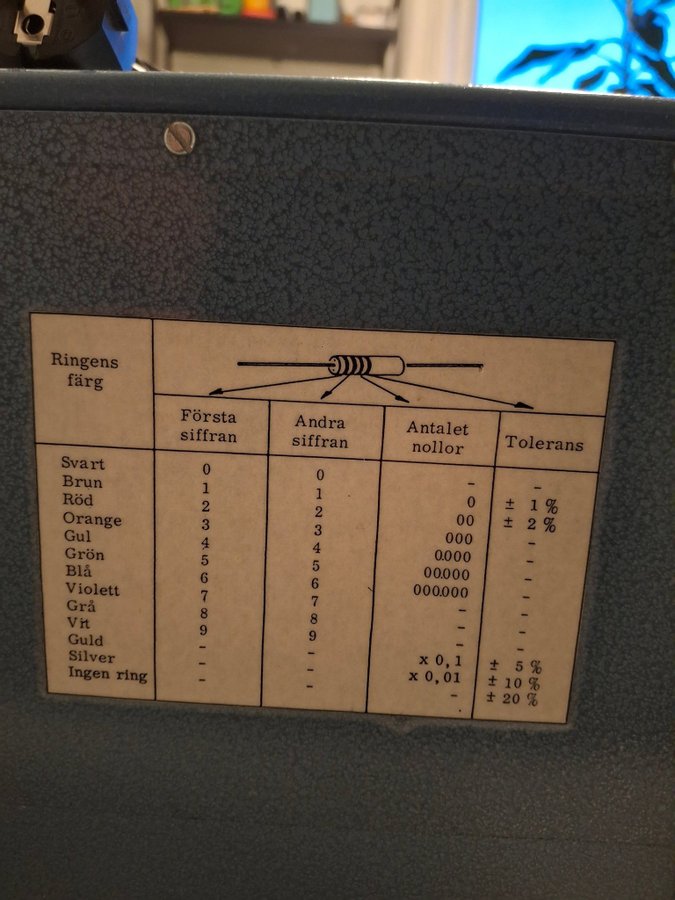 Ringens färg
Första siffran
Andra siffran
Antalet nollor
Tolerans
Svart 0 0 - -
Brun 1 1 0 ± 1 %
Röd 2 2 00 ± 2 %
Orange 3 3 000 -
Gul 4 4 0.000 -
Grön 5 5 00.000 -
Blå 6 6 000.000 -
Violett 7 7 - -
Grå 8 8 - -
Vit 9 9 - -
Guld - - x 0,1 ± 5 %
Silver - - x 0,01 ± 10 %
Ingen ring - - - ± 20 %